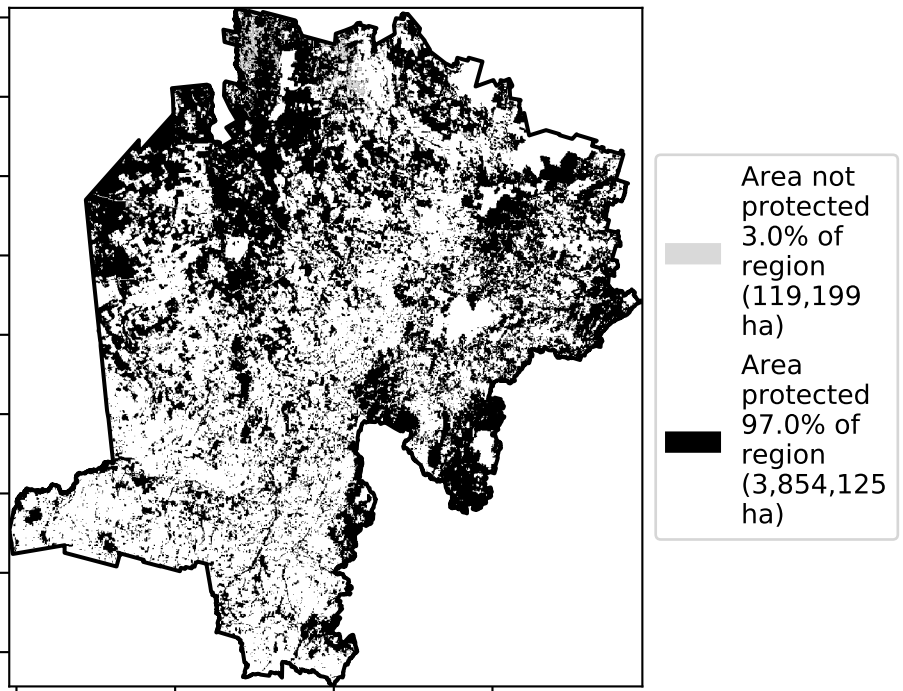 Area not
protected
3.0% of
region
(119,199
ha)
Area
protected
97.0% of
region
(3,854,125
ha)